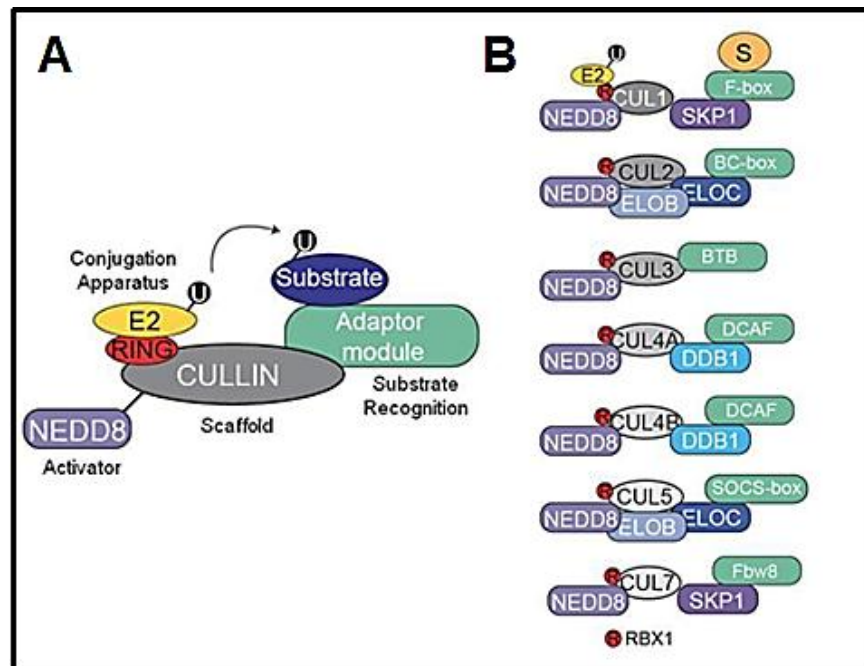 A
Conjugation
Apparatus
U
U
Substrate
E2
RING
Adaptor
module
CULLIN
Substrate
Recognition
Scaffold
NEDD8
Activator
B
U
S
E2
F-box
R
CUL1
NEDD8
SKP1
R
BC-box
CUL2
NEDD8
ELOC
ELOB
R
BTB
CUL3
NEDD8
R
DCAF
CUL4A
DDB1
NEDD8
R
DCAF
CUL4B
DDB1
NEDD8
R
SOCS-box
CUL5
NEDD8
ELOC
ELOB
R
Fbw8
CUL7
NEDD8
SKP1
R RBX1